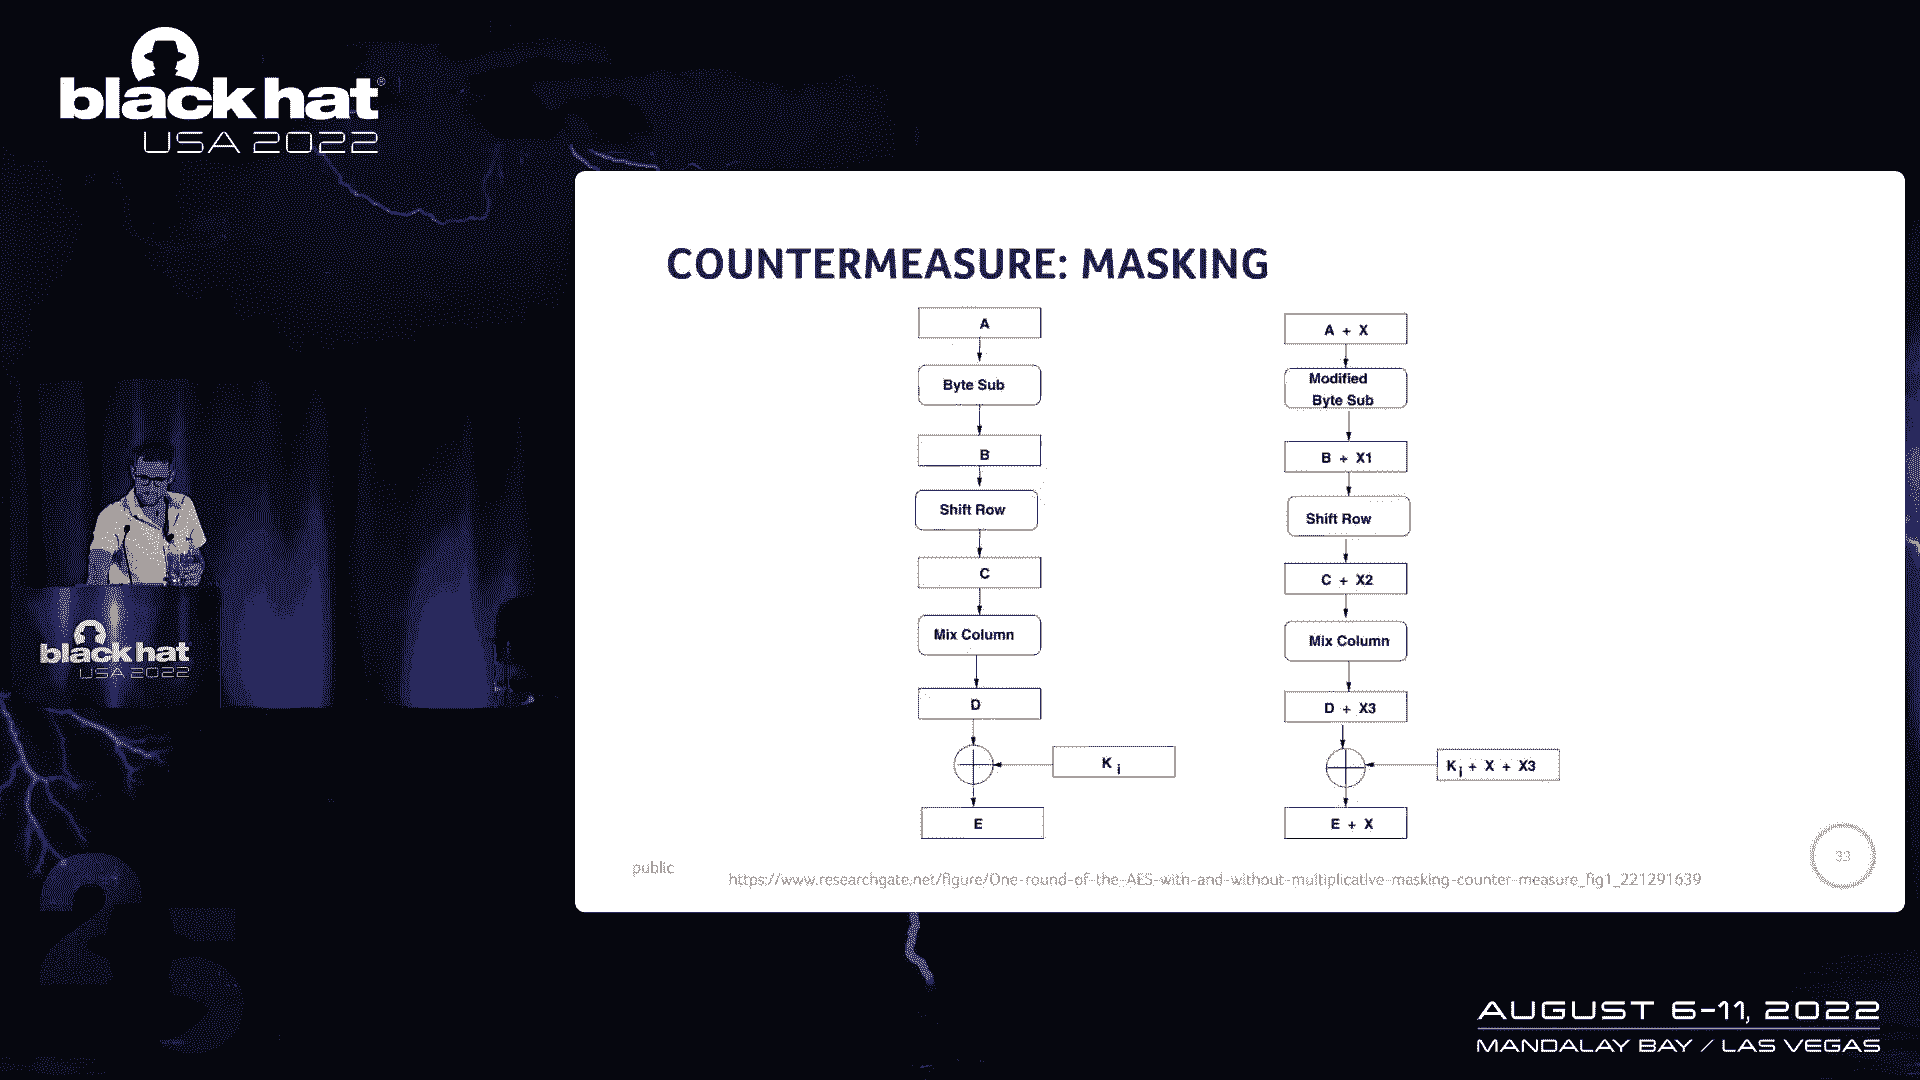 black hat®
USA 2022
COUNTERMEASURE: MASKING
A
Byte Sub
B
Shift Row
C
Mix Column
D
K i
E
A + X
Modified
Byte Sub
B + X1
Shift Row
C + X2
Mix Column
D + X3
K i + X + X3
E + X
public
https://www.researchgate.net/figure/One-round-of-the-AES-with-and-without-multiplicative-masking-counter-measure_fig1_221291639
33
black hat
USA 2022
25
AUGUST 6-11, 2022
MANDALAY BAY / LAS VEGAS